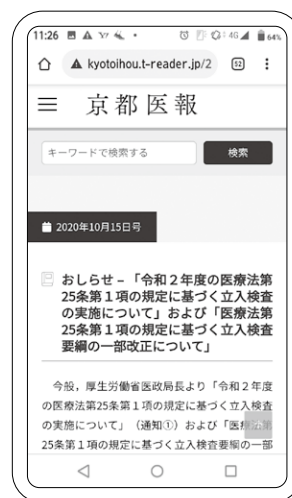 11:26
4G 64%
kyotoihou.t-reader.jp/2 52
京都医報
キーワードで検索する 検索
2020年10月15日号
おしらせ – 「令和２年度の医療法第
25条第１項の規定に基づく立入検査
の実施について」および「医療法第
25条第１項の規定に基づく立入検査
要綱の一部改正について」
今般，厚生労働省医政局長より「令和２年度
の医療法第25条第１項の規定に基づく立入検査
の実施について」（通知①）および「医療法第
25条第１項の規定に基づく立入検査要綱の一部